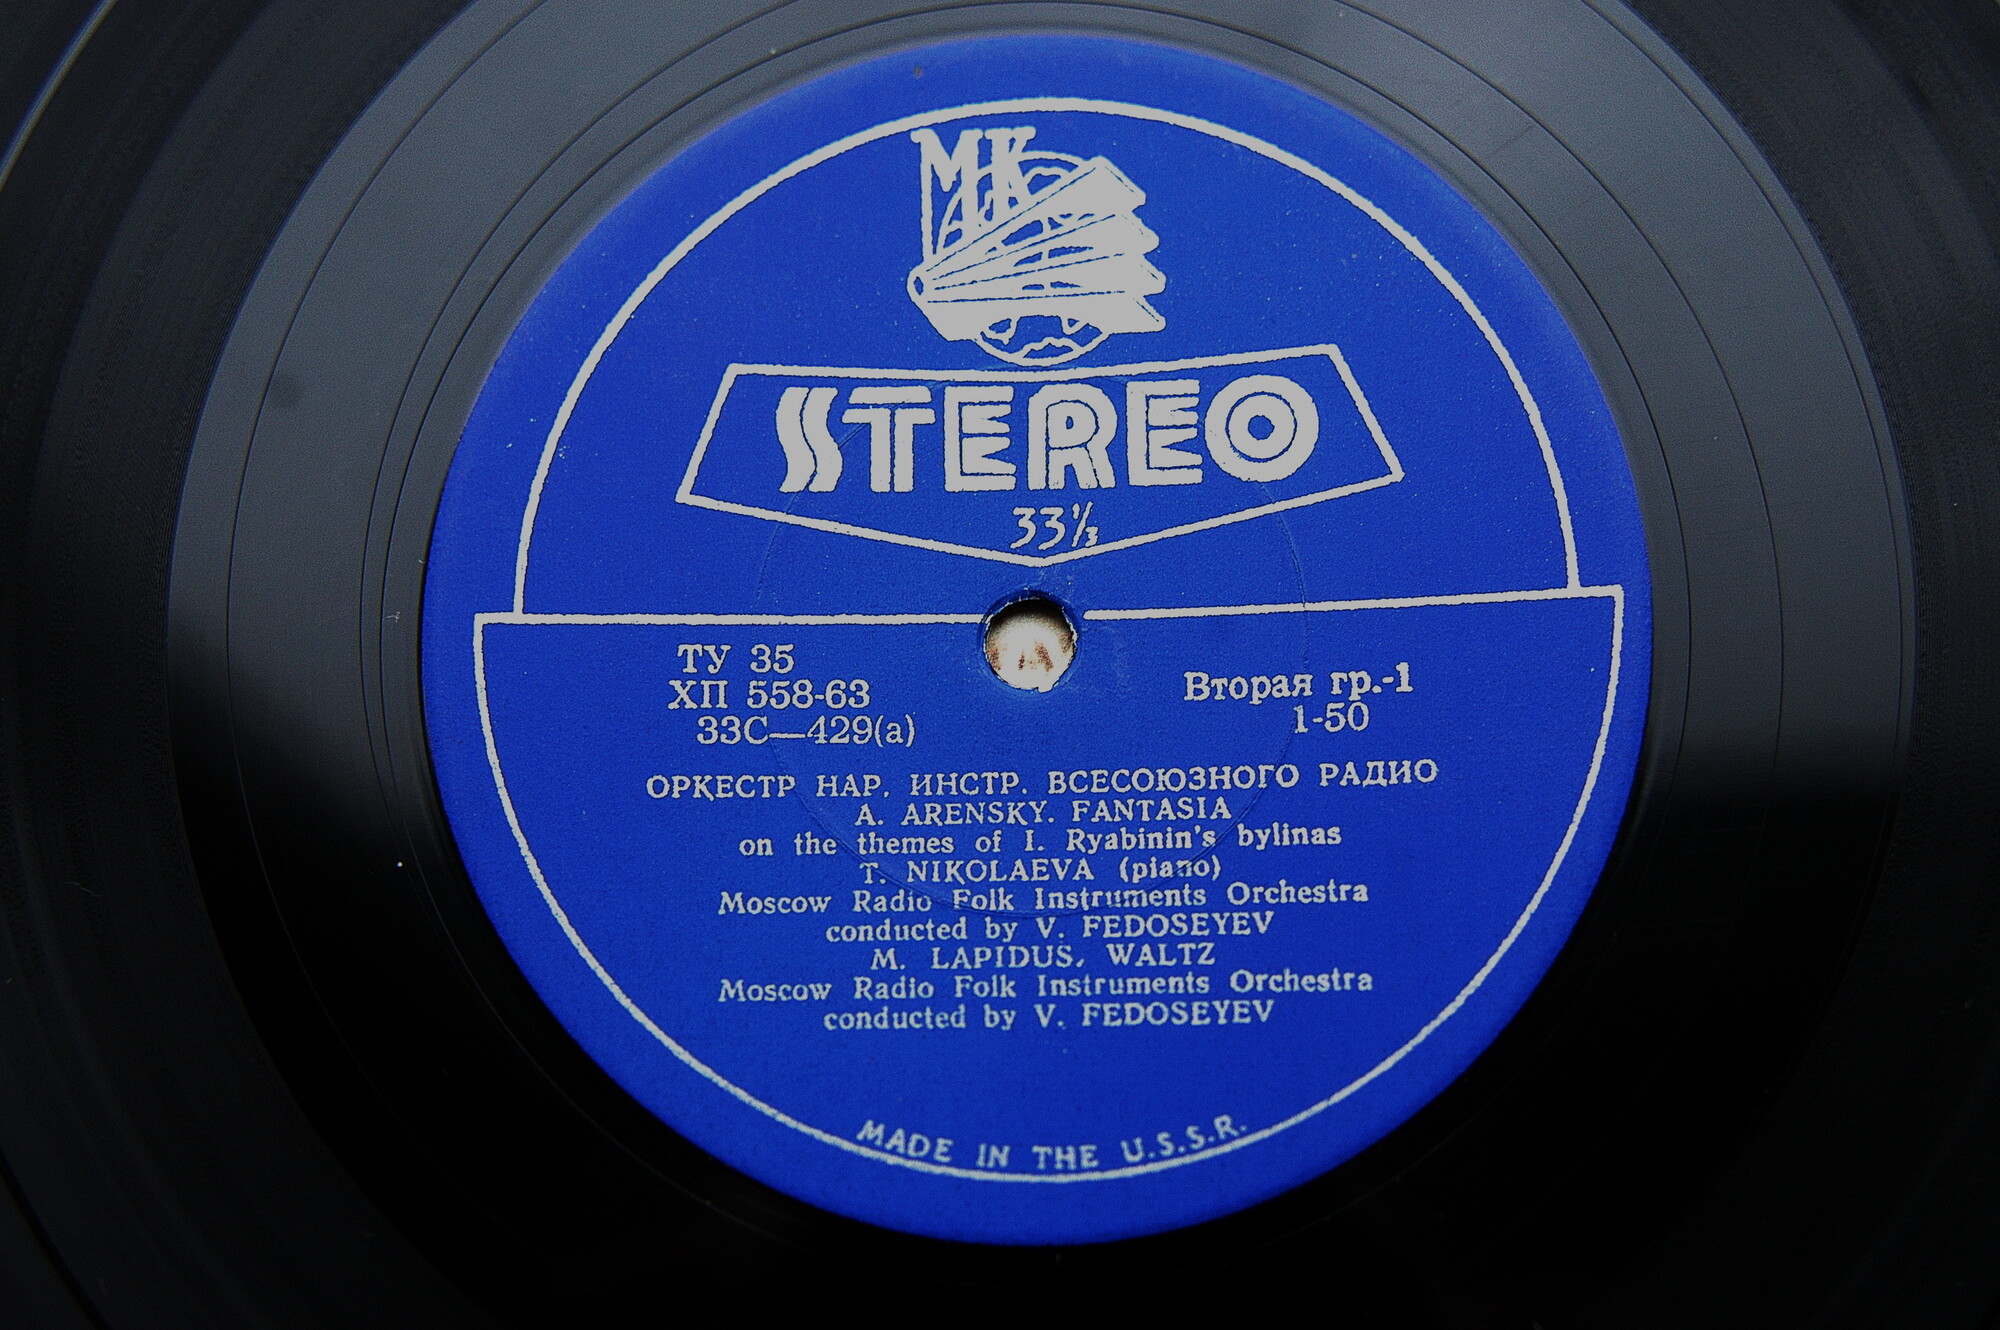 МК
STEREO
33⅓
ТУ 35
ХП 558-63
33С—429(а)
Вторая гр.-1
1-50
ОРКЕСТР НАР. ИНСТР. ВСЕСОЮЗНОГО РАДИО
A. ARENSKY. FANTASIA
on the themes of I. Ryabinin's bylinas
T. NIKOLAEVA (piano)
Moscow Radio Folk Instruments Orchestra
conducted by V. FEDOSEYEV
M. LAPIDUS. WALTZ
Moscow Radio Folk Instruments Orchestra
conducted by V. FEDOSEYEV
MADE IN THE U.S.S.R.